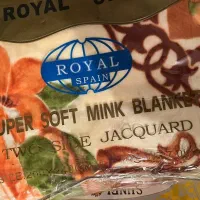 ROYAL
ROYAL
SPAIN
UPER SOFT MINK BLANKE
TWO SIDE JACQUARD